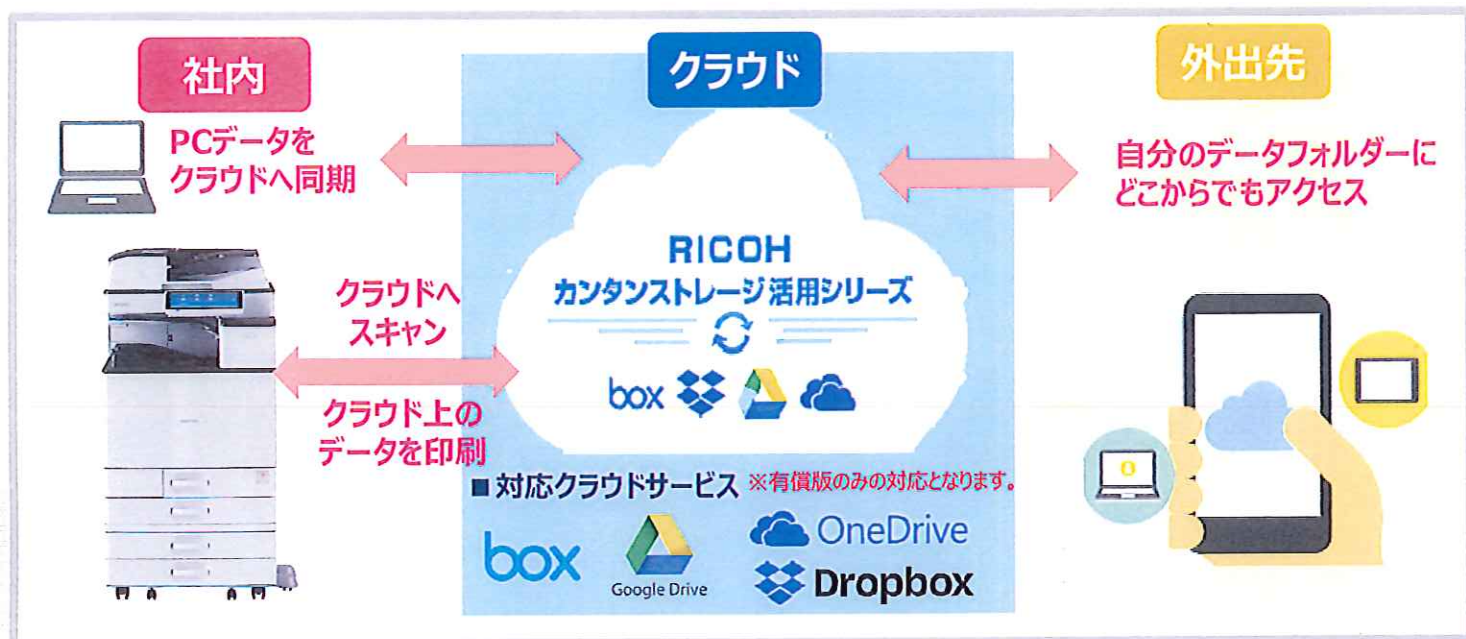 社内
クラウド
外出先
PCデータを
クラウドへ同期
自分のデータフォルダーに
どこからでもアクセス
RICOH
カンタンストレージ活用シリーズ
クラウドへ
スキャン
box
クラウド上の
データを印刷
■対応クラウドサービス ※有償版のみの対応となります。
box
Google Drive
OneDrive
Dropbox